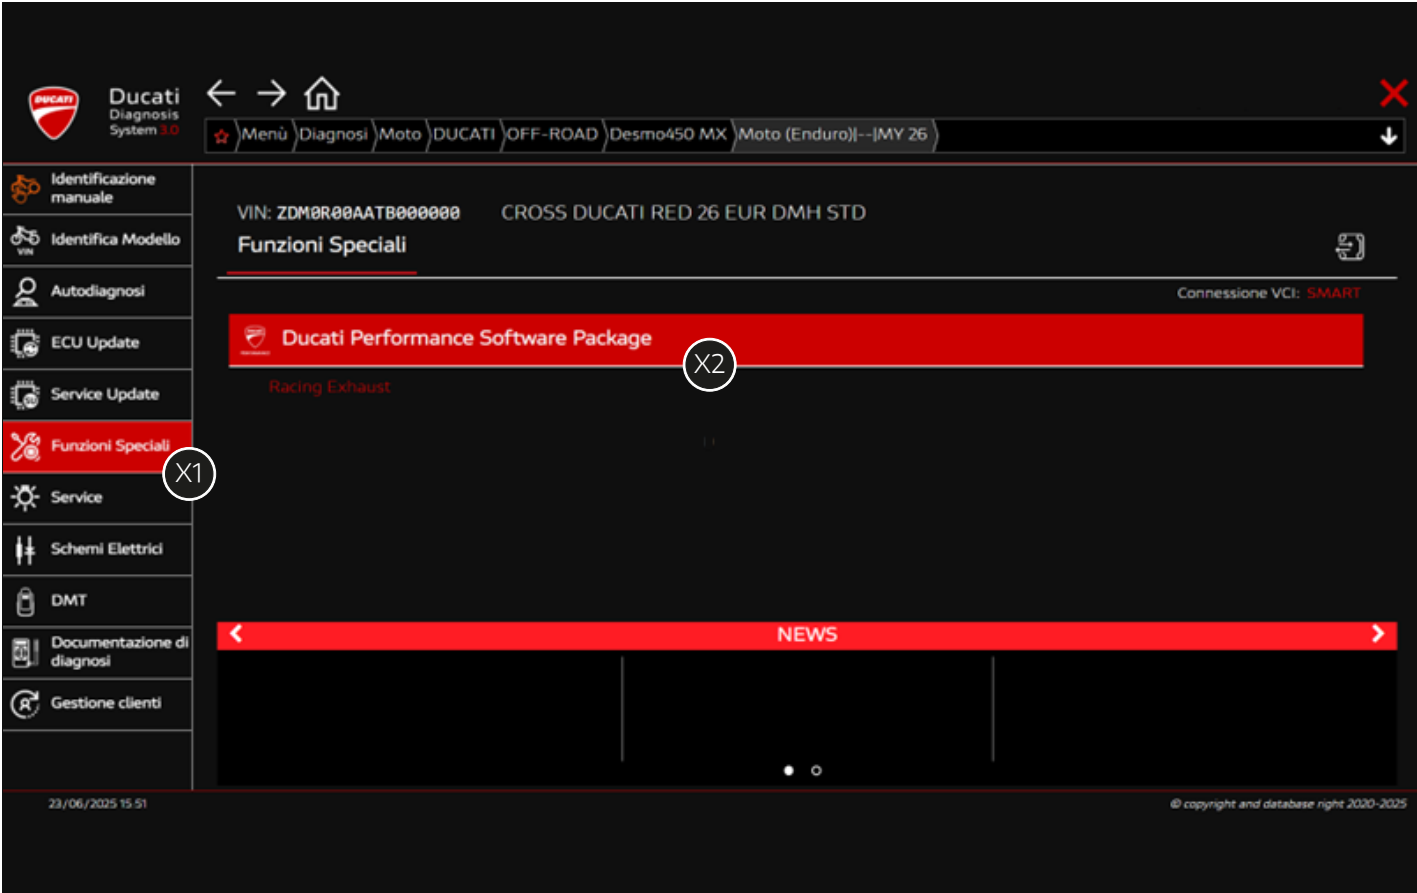 DUCATI
Ducati
Diagnosis
System 3.0
Menù Diagnosi Moto DUCATI OFF-ROAD Desmo450 MX Moto (Enduro)|--|MY 26
Identificazione
manuale
VIN
Identifica Modello
Autodiagnosi
ECU Update
Service Update
Funzioni Speciali
X1
Service
Schemi Elettrici
DMT
Documentazione di
diagnosi
Gestione clienti
VIN: ZDM0R00AATB000000 CROSS DUCATI RED 26 EUR DMH STD
Funzioni Speciali
Connessione VCI: SMART
Ducati Performance Software Package
X2
Racing Exhaust
NEWS
23/06/2025 15:51
© copyright and database right 2020-2025